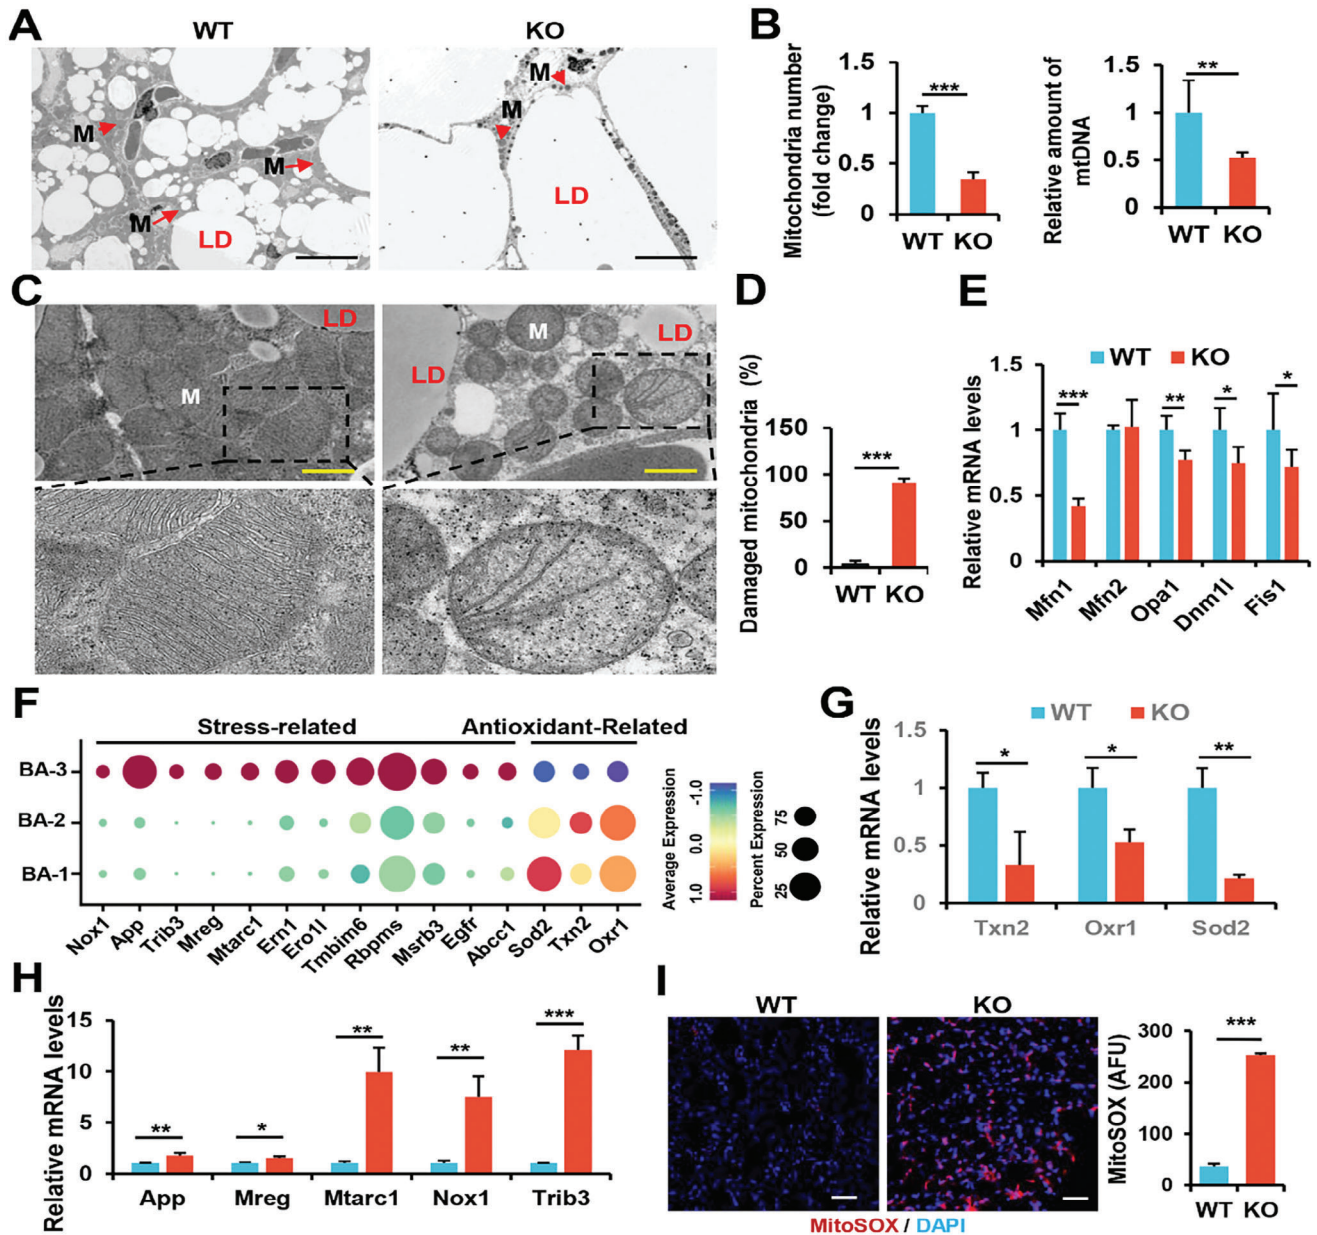 A
WT
KO
M
M
M
LD
M
M
LD
B
Mitochondria number
(fold change)
1.5
1
0.5
0
***
WT KO
Relative amount of
mtDNA
1.5
1
0.5
0
**
WT KO
C
LD
M
LD
M
LD
D
Damaged mitochondria (%)
150
100
50
0
***
WT KO
E
WT KO
Relative mRNA levels
1.5
1
0.5
0
***
**
*
*
Mfn1 Mfn2 Opa1 Dnm1l Fis1
F
Stress-related Antioxidant-Related
BA-3
BA-2
BA-1
Nox1 App Trib3 Mreg Mtarc1 Ern1 Ero1l Tmbim6 Rbpms Msrb3 Egfr Abcc1 Sod2 Txn2 Oxr1
Average Expression
-1.0
0.0
1.0
Percent Expression
75
50
25
G
WT KO
Relative mRNA levels
1.5
1
0.5
0
*
*
**
Txn2 Oxr1 Sod2
H
Relative mRNA levels
15
10
5
0
**
*
**
**
***
App Mreg Mtarc1 Nox1 Trib3
I
WT KO
MitoSOX / DAPI
MitoSOX (AFU)
300
200
100
0
***
WT KO